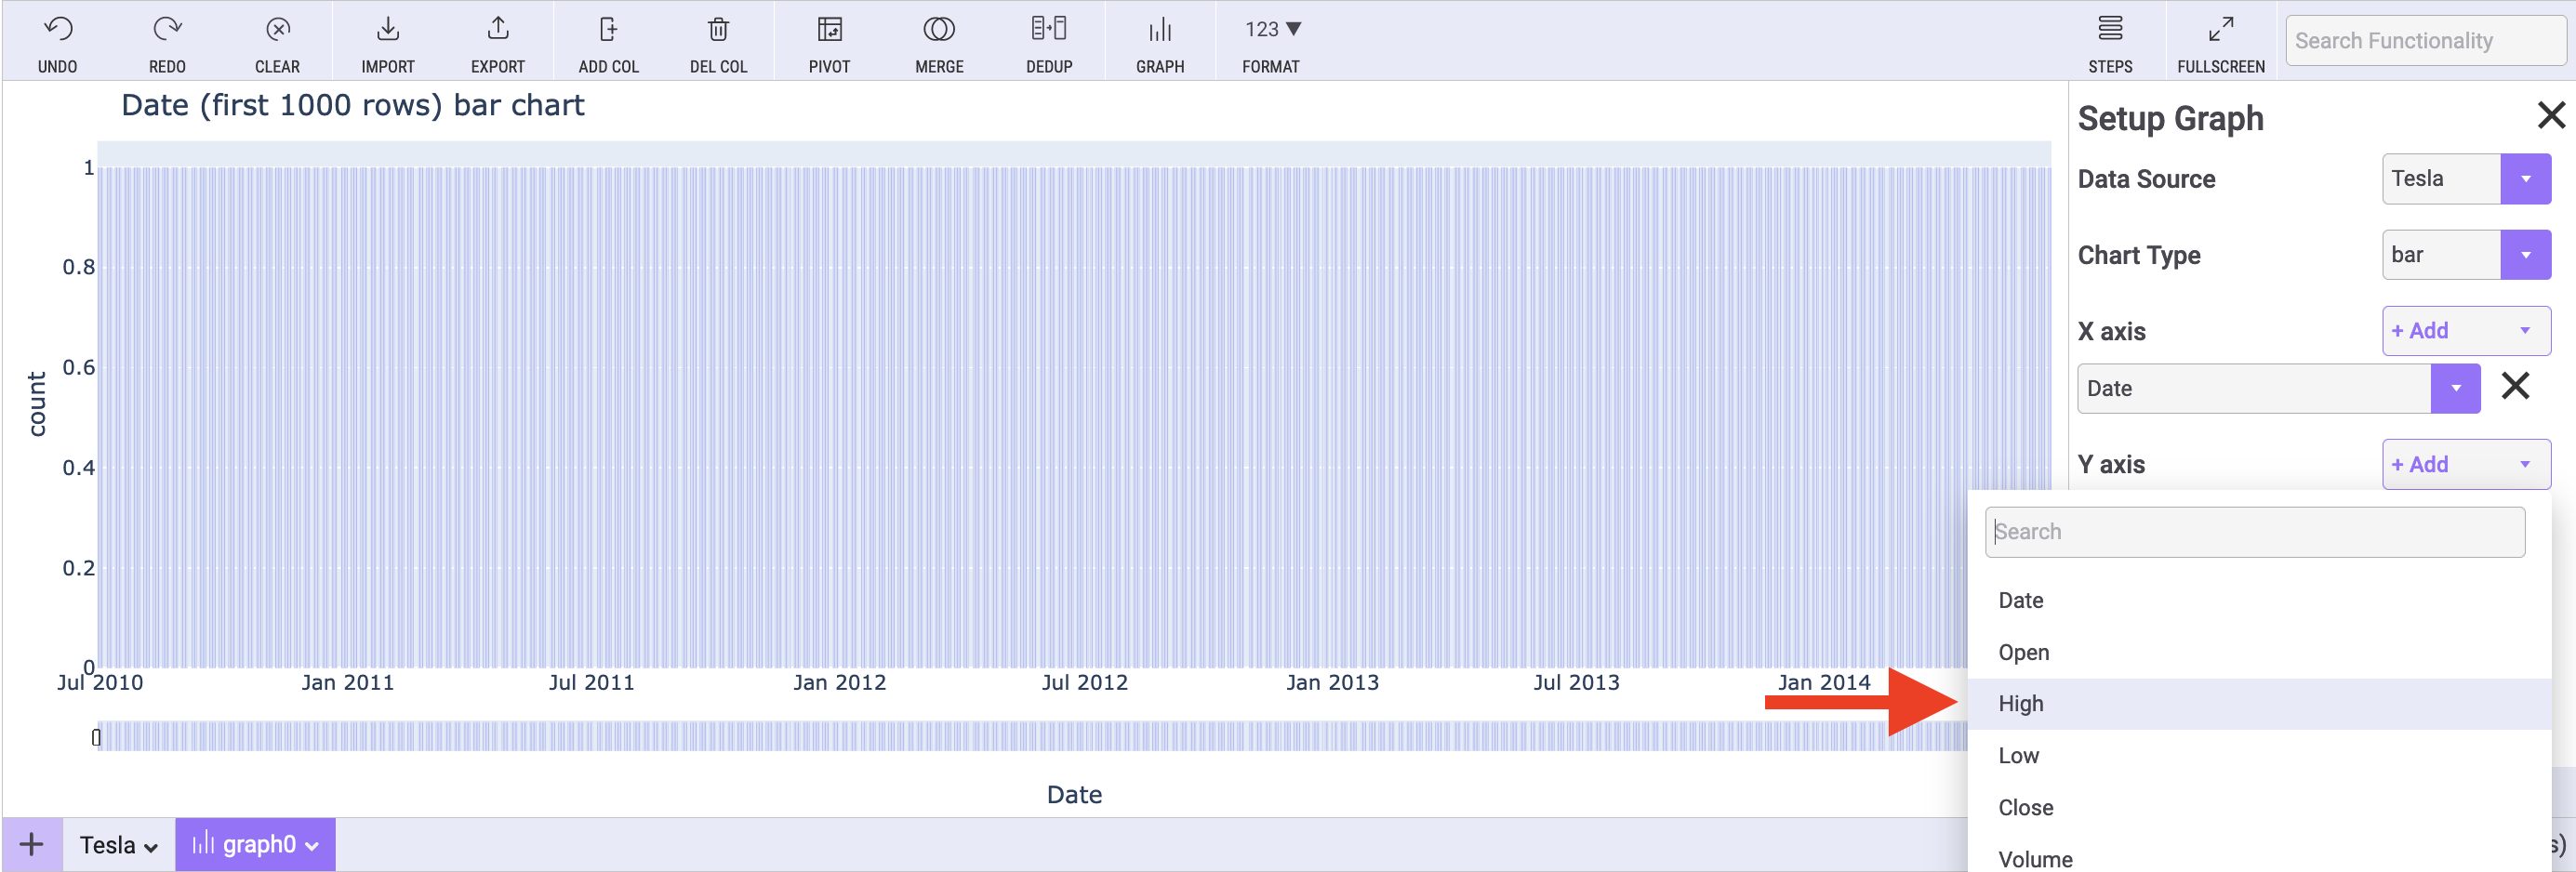 UNDO REDO CLEAR IMPORT EXPORT ADD COL DEL COL PIVOT MERGE DEDUP GRAPH 123 ▼ FORMAT STEPS FULLSCREEN Search Functionality
Date (first 1000 rows) bar chart
1
0.8
0.6
0.4
0.2
0
count
Jul 2010 Jan 2011 Jul 2011 Jan 2012 Jul 2012 Jan 2013 Jul 2013 Jan 2014
Date
Setup Graph
Data Source Tesla
Chart Type bar
X axis + Add
Date
Y axis + Add
Search
Date
Open
High
Low
Close
Volume
+ Tesla graph0
s)